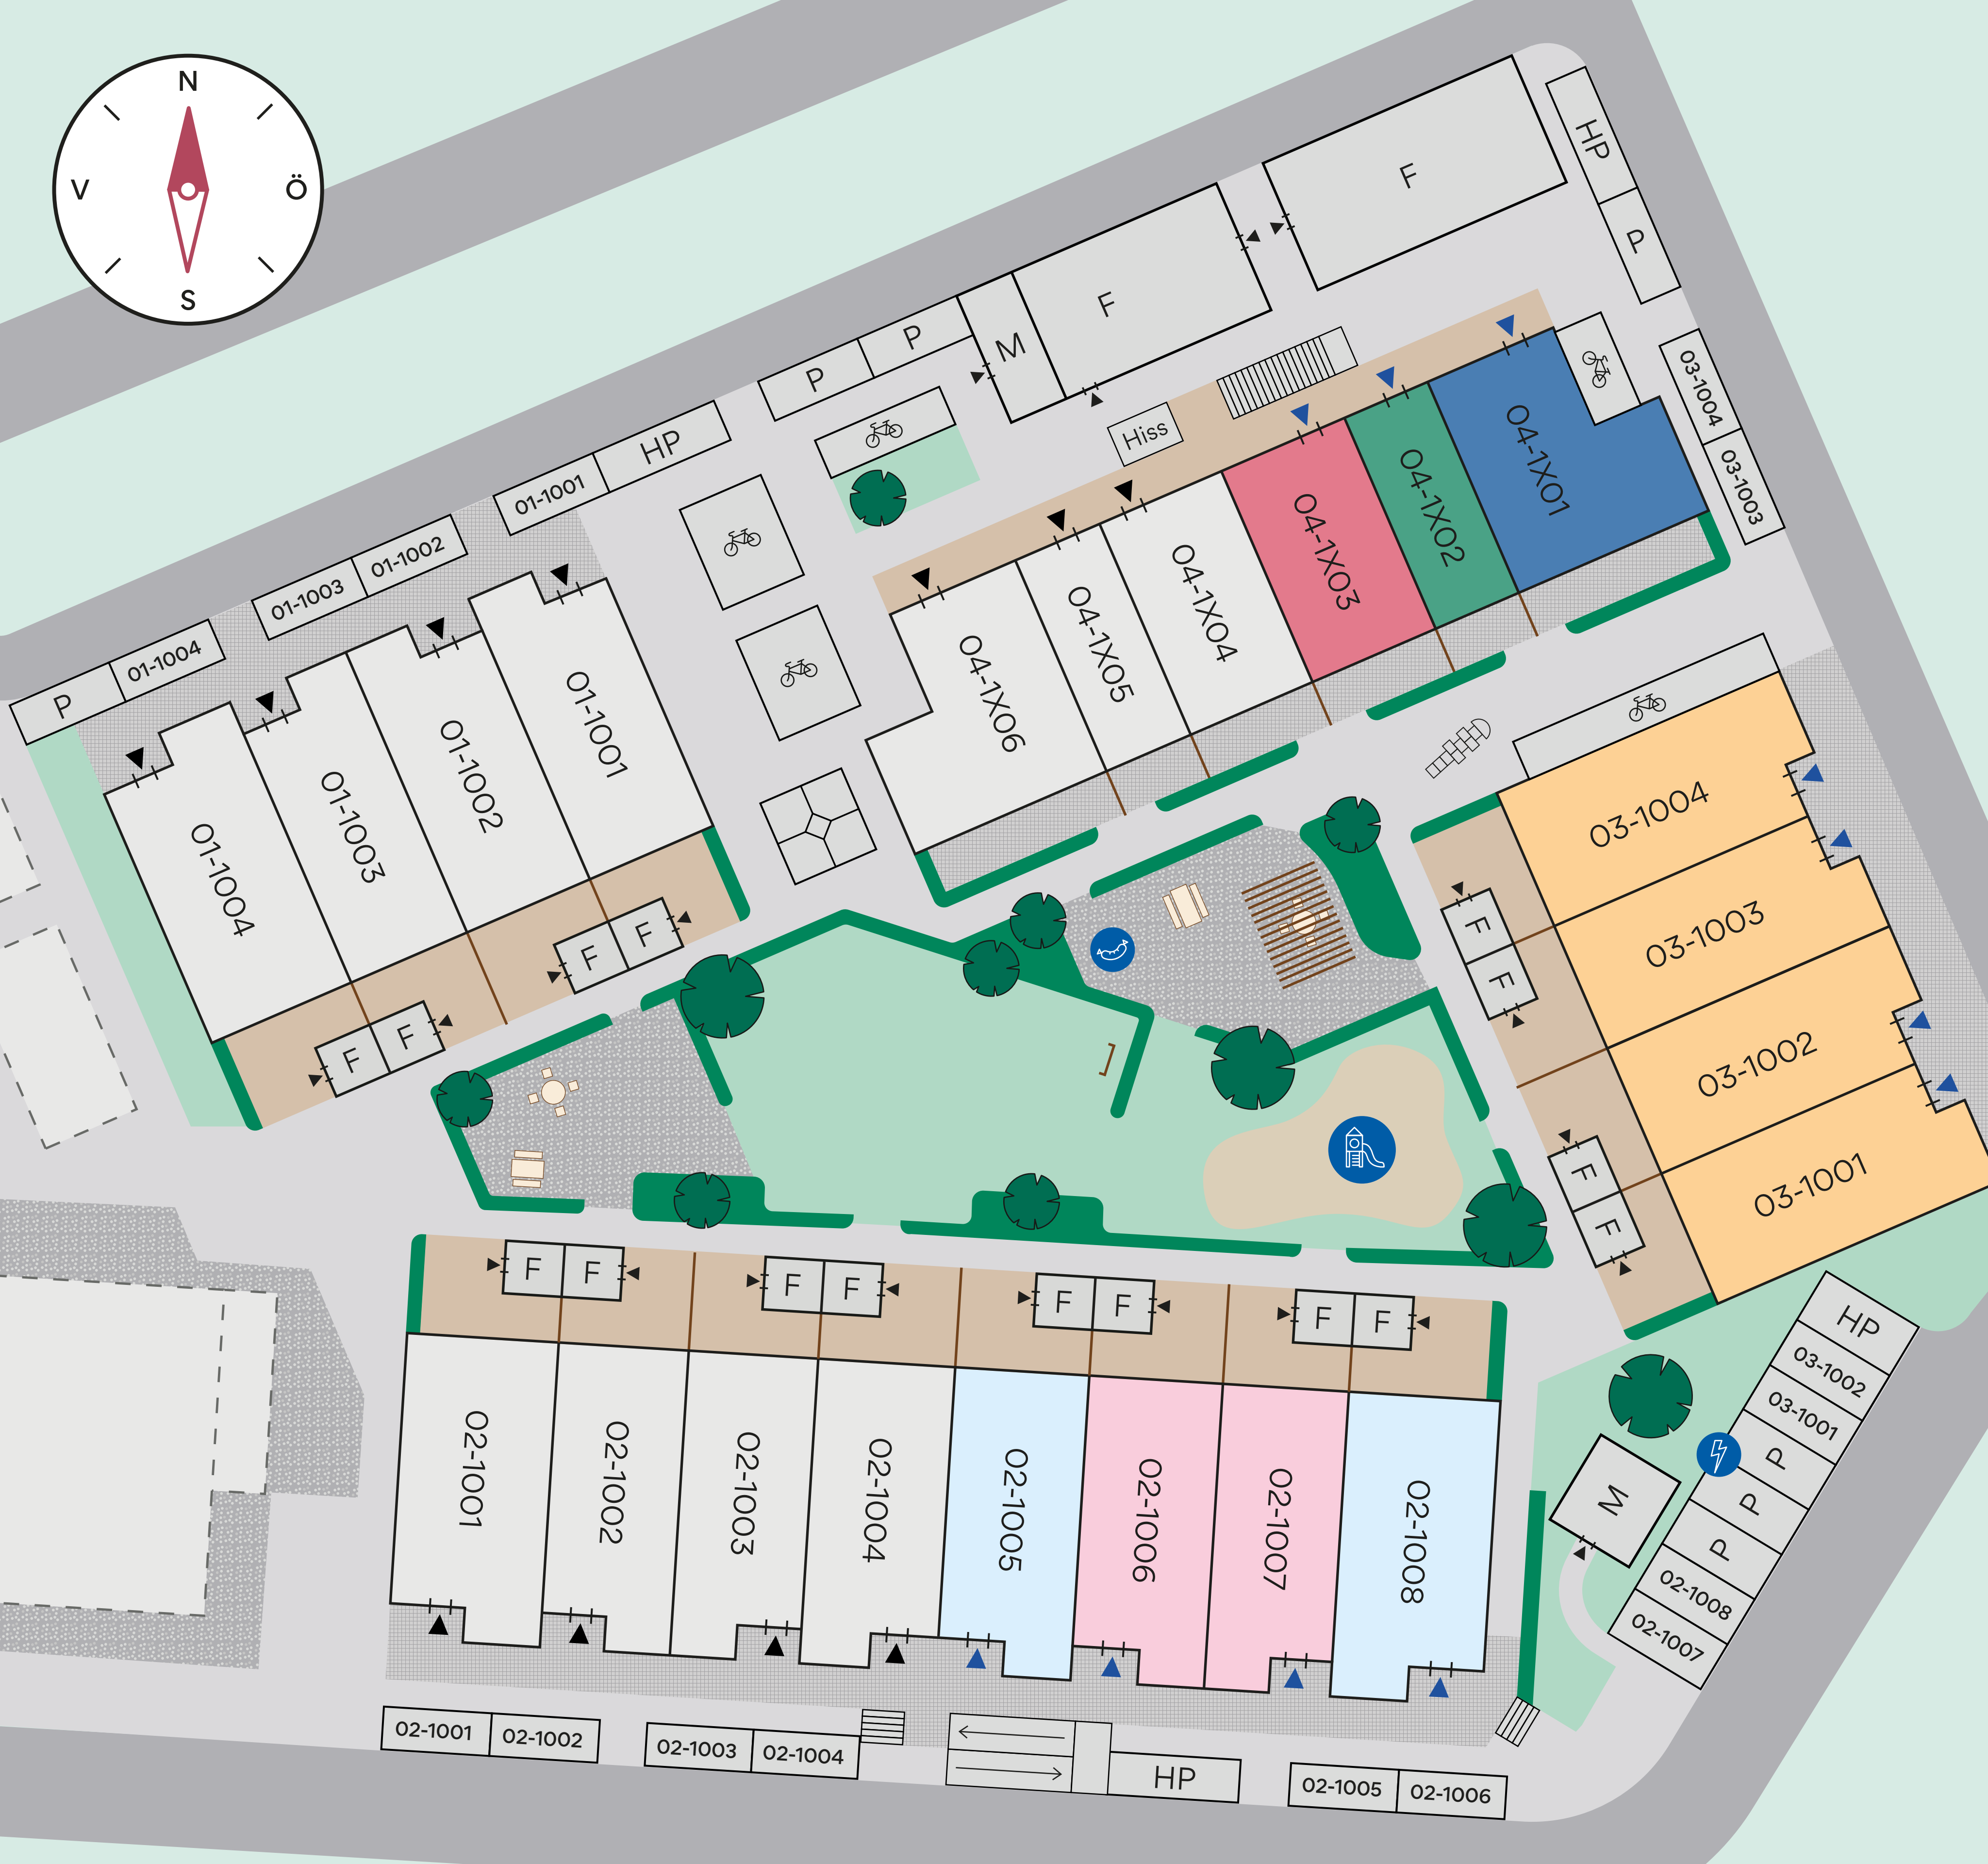 N
V
Ö
S
F
HP
P
F
M
P
P
HP
01-1001
01-1002
01-1003
01-1004
P
Hiss
03-1004
03-1003
04-1X01
04-1X02
04-1X03
04-1X04
04-1X05
04-1X06
01-1001
01-1002
01-1003
01-1004
F
F
F
F
03-1004
03-1003
03-1002
03-1001
F
F
F
F
F
F
F
F
F
F
F
F
02-1001
02-1002
02-1003
02-1004
02-1005
02-1006
02-1007
02-1008
HP
03-1002
03-1001
P
P
P
02-1008
02-1007
M
02-1001
02-1002
02-1003
02-1004
HP
02-1005
02-1006